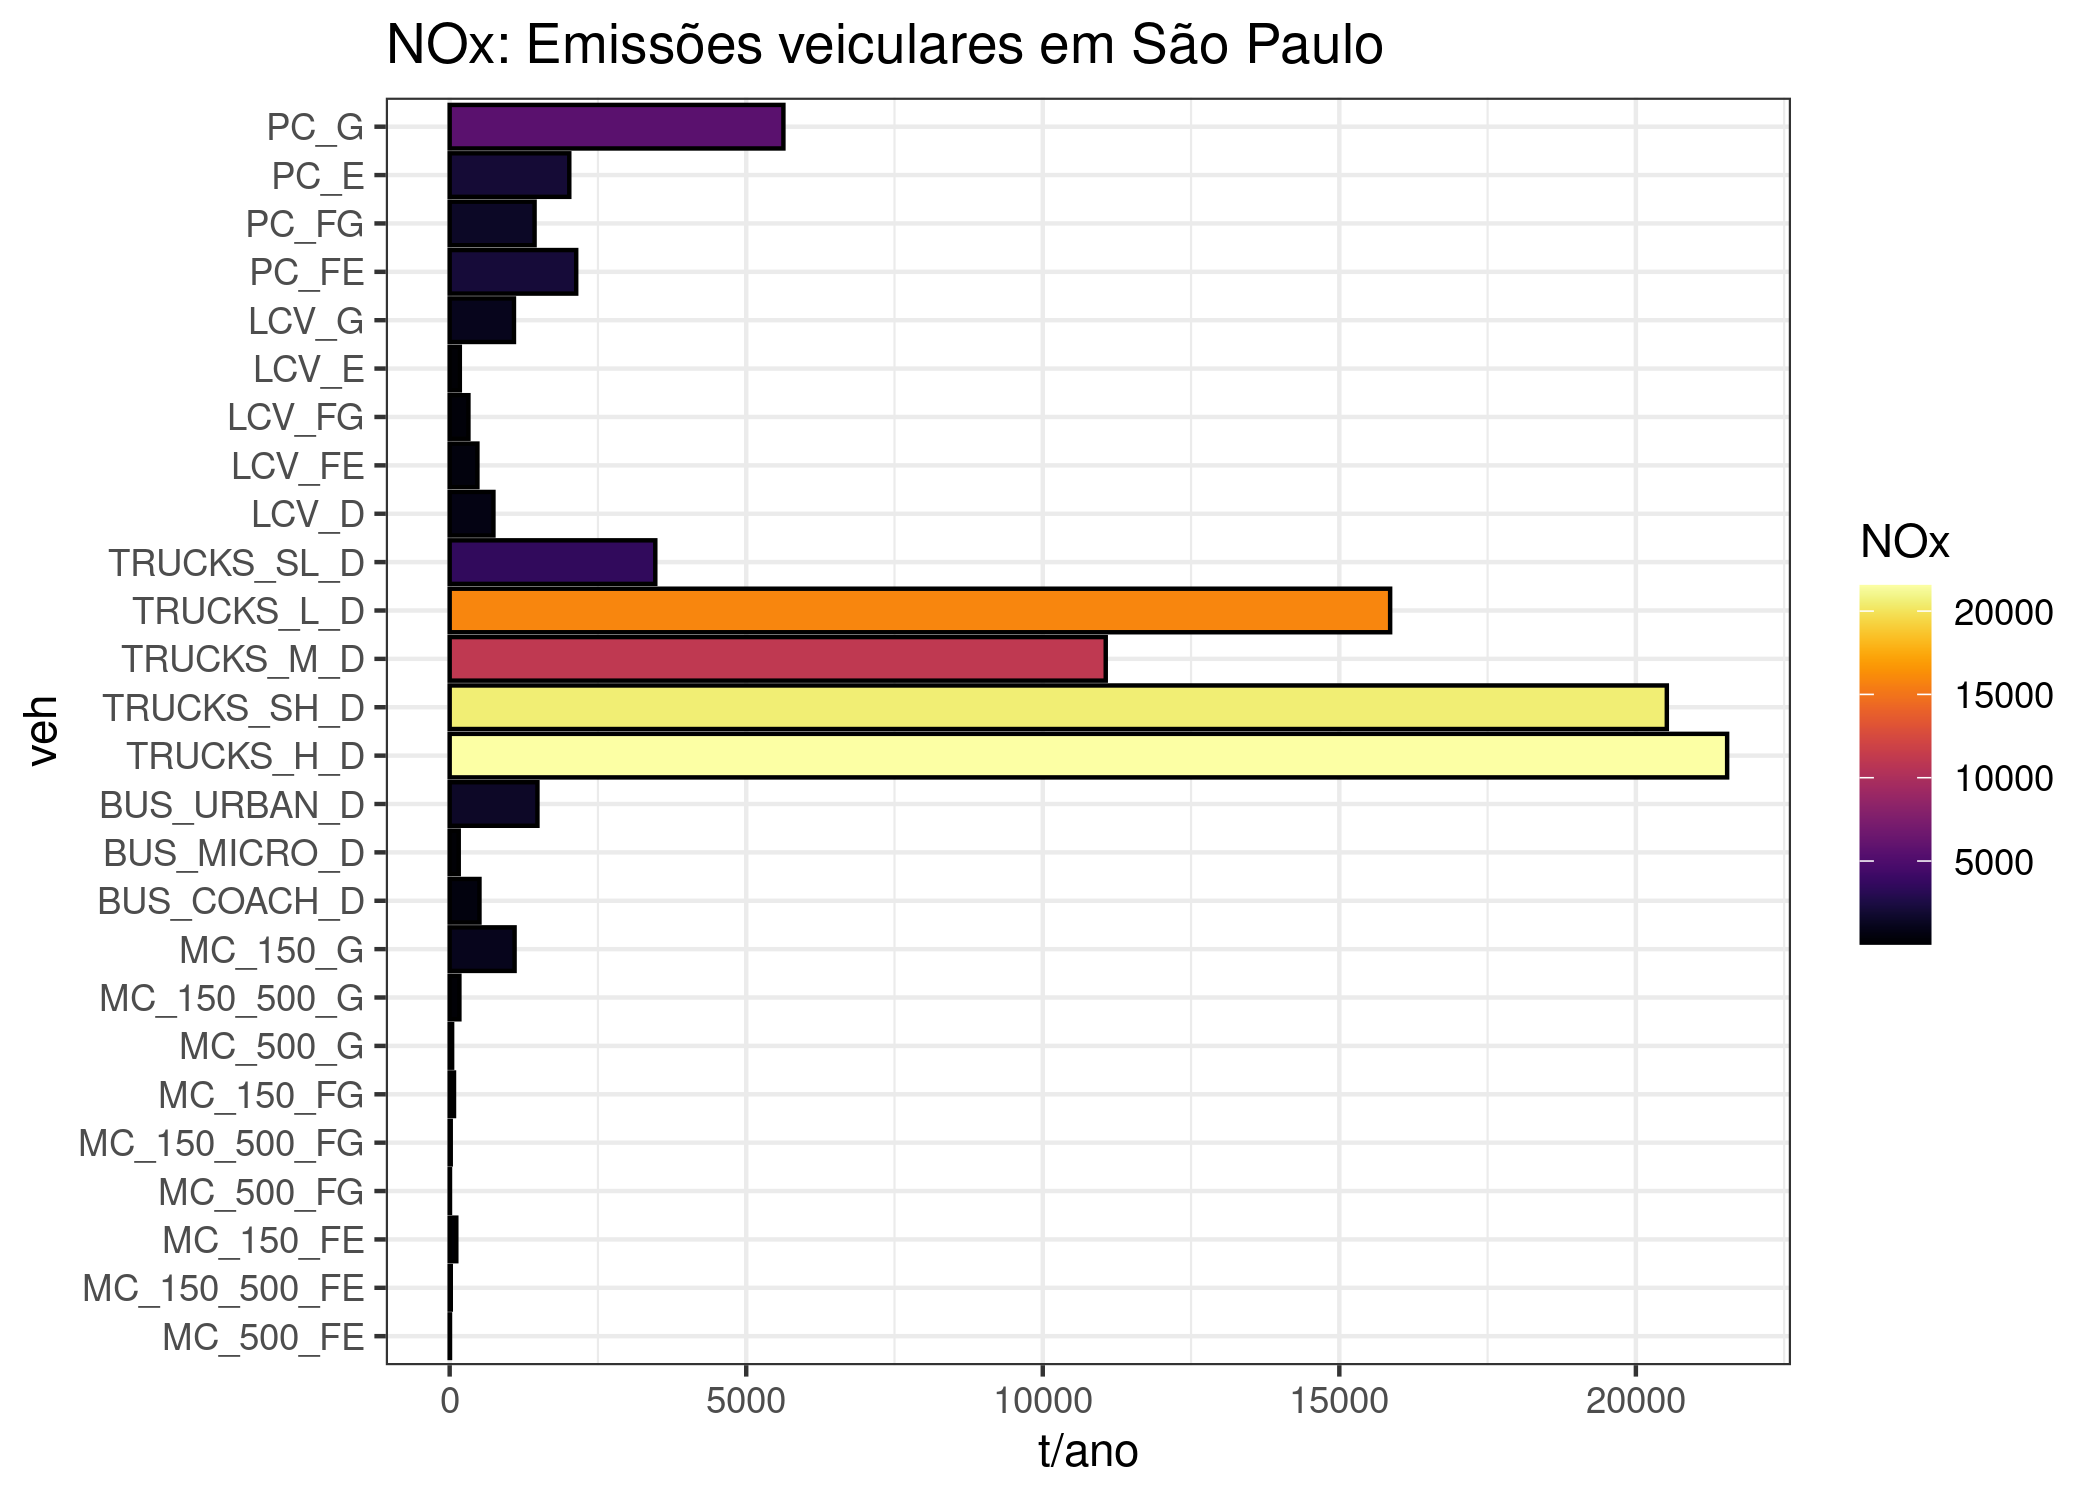 NOx: Emissões veiculares em São Paulo
PC_G
PC_E
PC_FG
PC_FE
LCV_G
LCV_E
LCV_FG
LCV_FE
LCV_D
TRUCKS_SL_D
TRUCKS_L_D
TRUCKS_M_D
TRUCKS_SH_D
TRUCKS_H_D
BUS_URBAN_D
BUS_MICRO_D
BUS_COACH_D
MC_150_G
MC_150_500_G
MC_500_G
MC_150_FG
MC_150_500_FG
MC_500_FG
MC_150_FE
MC_150_500_FE
MC_500_FE
veh
0 5000 10000 15000 20000
t/ano
NOx
20000
15000
10000
5000